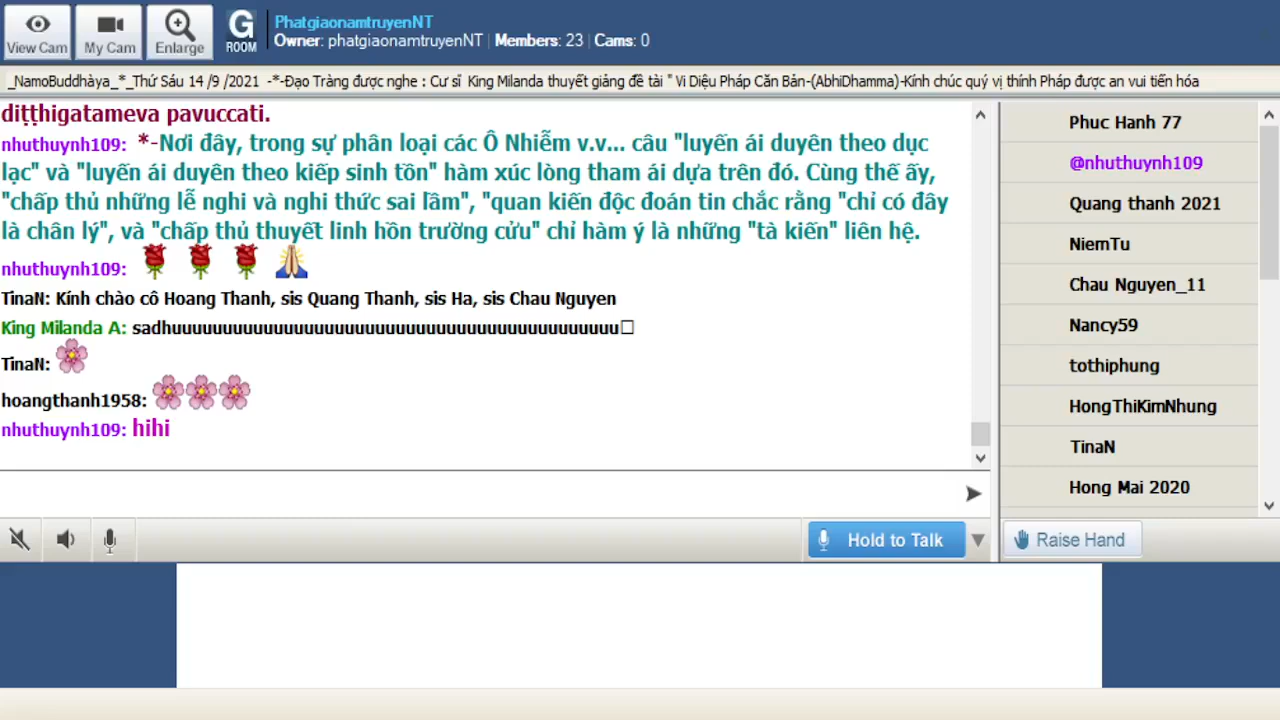 PhatgiaonamtruyenNT
Owner: phatgiaonamtruyenNT | Members: 23 | Cams: 0
View Cam
My Cam
Enlarge
G
ROOM
_NamoBuddhàya_*_Thứ Sáu 14 /9 /2021 -*-Đạo Tràng được nghe : Cư sĩ King Milanda thuyết giảng đề tài " Vi Diệu Pháp Căn Bản-(AbhiDhamma)-Kính chúc quý vị thính Pháp được an vui tiến hóa
diṭṭhigatameva pavuccati.
nhuthuynh109: *-Nơi đây, trong sự phân loại các Ô Nhiễm v.v... câu "luyến ái duyên theo dục
lạc" và "luyến ái duyên theo kiếp sinh tồn" hàm xúc lòng tham ái dựa trên đó. Cùng thế ấy,
"chấp thủ những lễ nghi và nghi thức sai lầm", "quan kiến độc đoán tin chắc rằng "chỉ có đây
là chân lý", và "chấp thủ thuyết linh hồn trường cửu" chỉ hàm ý là những "tà kiến" liên hệ.
nhuthuynh109:
TinaN: Kính chào cô Hoang Thanh, sis Quang Thanh, sis Ha, sis Chau Nguyen
King Milanda A: sadhuuuuuuuuuuuuuuuuuuuuuuuuuuuuuuuuuuuuuuuuuuuu
TinaN:
hoangthanh1958:
nhuthuynh109: hihi
Hold to Talk
Phuc Hanh 77
@nhuthuynh109
Quang thanh 2021
NiemTu
Chau Nguyen_11
Nancy59
tothiphung
HongThiKimNhung
TinaN
Hong Mai 2020
Raise Hand